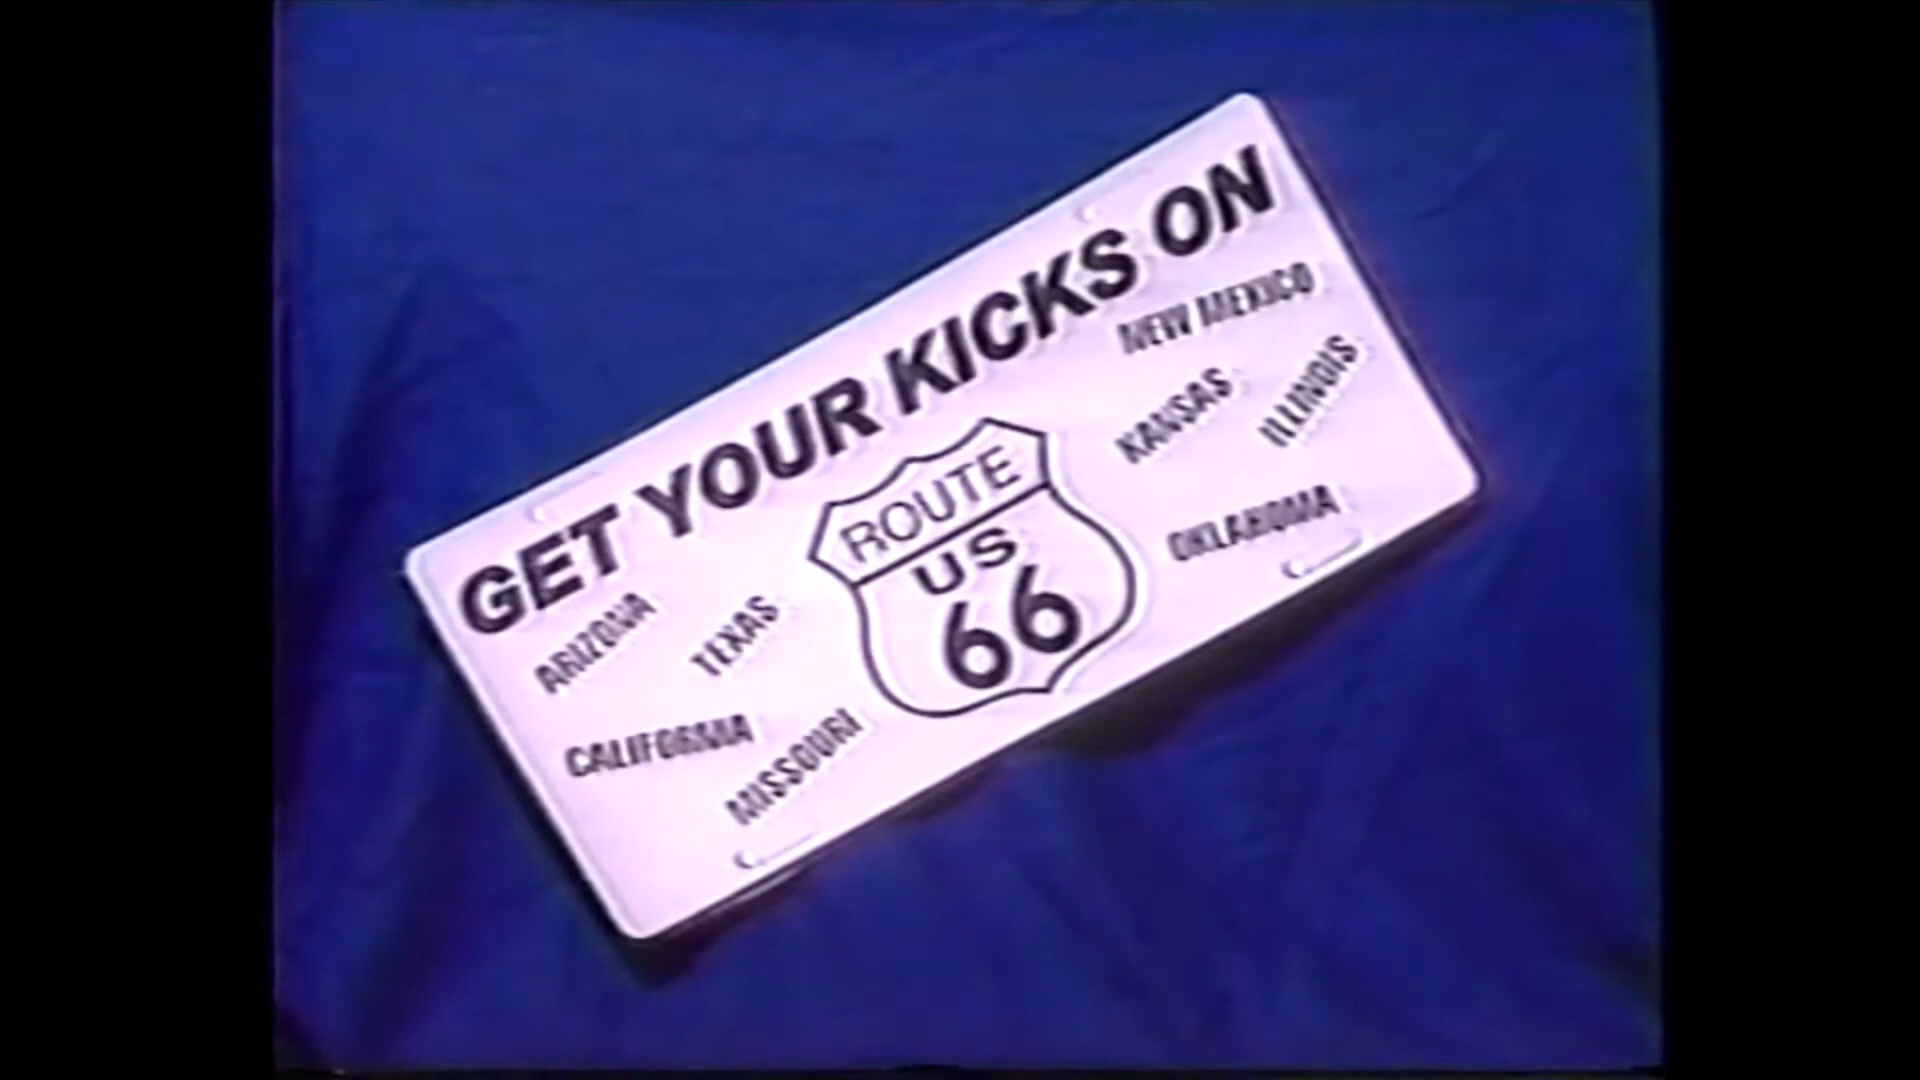 GET YOUR KICKS ON
ARIZONA
TEXAS
CALIFORNIA
MISSOURI
ROUTE
US
66
NEW MEXICO
KANSAS
ILLINOIS
OKLAHOMA